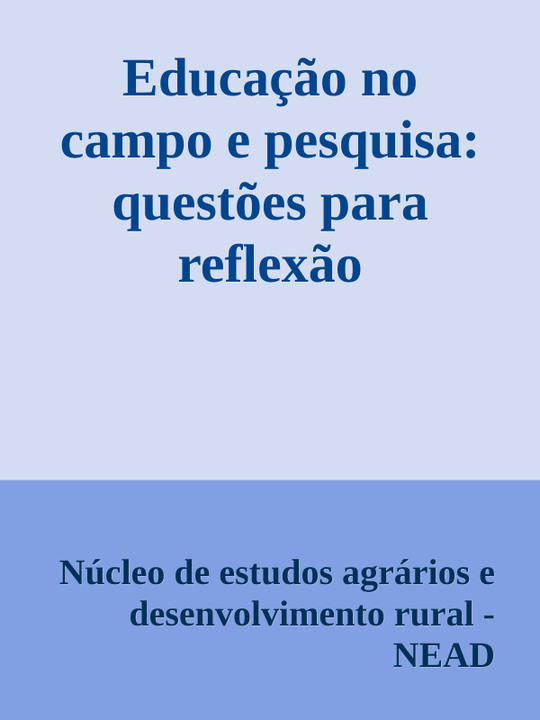 Educação no
campo e pesquisa:
questões para
reflexão
Núcleo de estudos agrários e
desenvolvimento rural -
NEAD